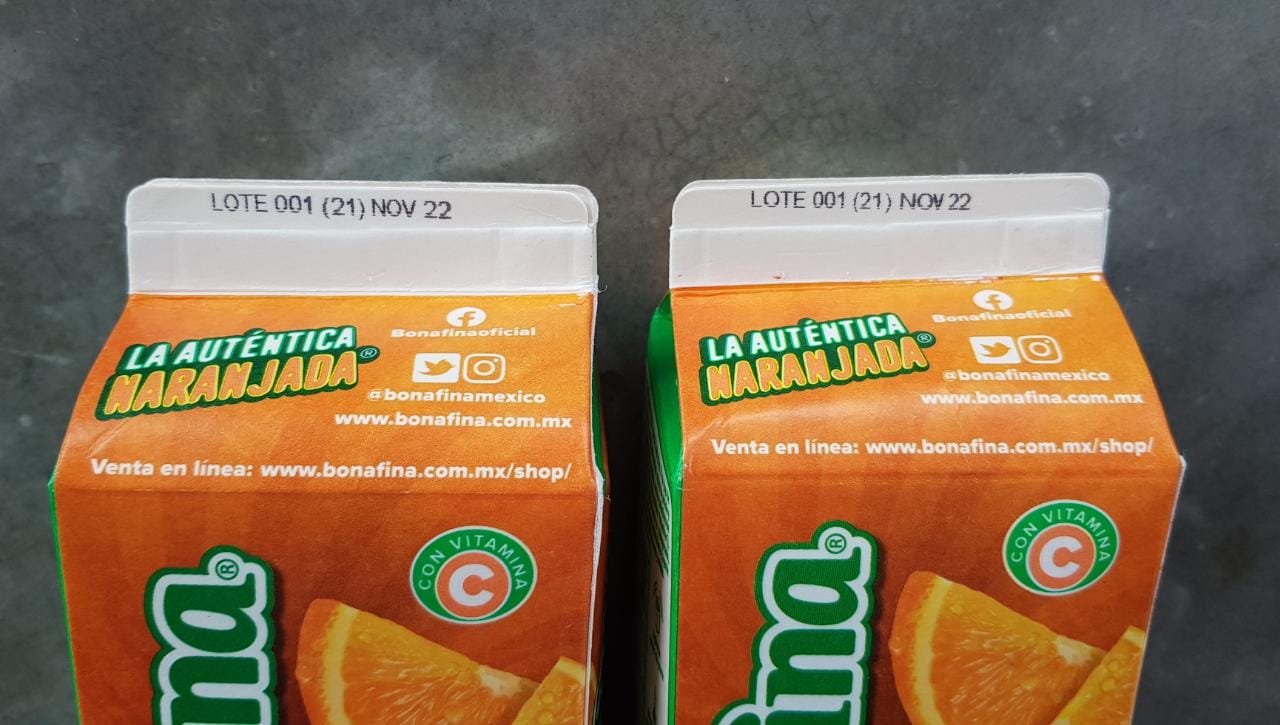 LOTE 001 (21) NOV 22
Bonafinaoficial
LA AUTÉNTICA
NARANJADA®
@bonafinamexico
www.bonafina.com.mx
Venta en línea: www.bonafina.com.mx/shop/
CON VITAMINA
C
na®
LOTE 001 (21) NOV 22
Bonafinaoficial
LA AUTÉNTICA
NARANJADA®
@bonafinamexico
www.bonafina.com.mx
Venta en línea: www.bonafina.com.mx/shop/
CON VITAMINA
C
ina®